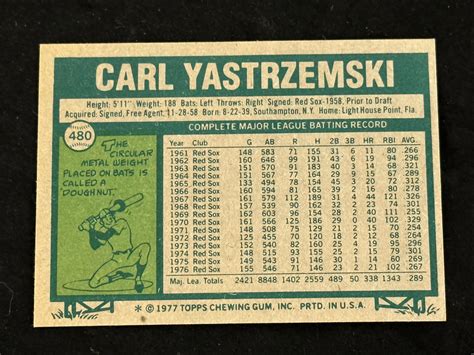 CARL YASTRZEMSKI
Height: 5'11" Weight: 188 Bats: Left Throws: Right Signed: Red Sox-1958, Prior to Draft
Acquired: Signed, Free Agent, 11-28-58 Born: 8-22-39, Southampton, N.Y. Home: Light House Point, Fla.
480
THE CIRCULAR
METAL WEIGHT
PLACED ON BATS IS
CALLED A
"DOUGHNUT."
COMPLETE MAJOR LEAGUE BATTING RECORD
Year Club G AB R H 2B 3B HR RBI AVG.
1961 Red Sox 148 583 71 155 31 6 11 80 .266
1962 Red Sox 160 646 99 191 43 6 19 94 .296
1963 Red Sox 151 570 91 183 40 3 14 68 .321
1964 Red Sox 151 567 77 164 29 9 15 67 .289
1965 Red Sox 133 494 78 154 45 3 20 72 .312
1966 Red Sox 160 594 81 165 39 2 16 80 .278
1967 Red Sox 161 579 112 189 31 4 44 121 .326
1968 Red Sox 157 539 90 162 32 2 23 74 .301
1969 Red Sox 162 603 96 154 28 2 40 111 .255
1970 Red Sox 161 566 125 186 29 0 40 102 .329
1971 Red Sox 148 508 75 129 21 2 15 70 .254
1972 Red Sox 125 455 70 120 18 2 12 68 .264
1973 Red Sox 152 540 82 160 25 4 19 95 .296
1974 Red Sox 148 515 93 155 25 2 15 79 .301
1975 Red Sox 149 543 91 146 30 1 14 60 .269
1976 Red Sox 155 546 71 146 23 2 21 102 .267
Maj. Lea. Totals 2421 8848 1402 2579 489 50 338 1343 .289
* © 1977 TOPPS CHEWING GUM, INC. PRTD. IN U.S.A.